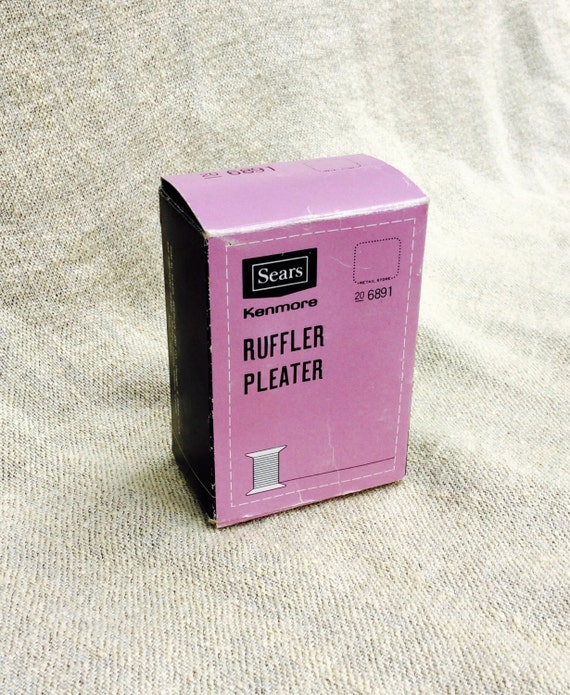 20 6891
Sears
Kenmore
RETAIL STORE
20 6891
RUFFLER
PLEATER